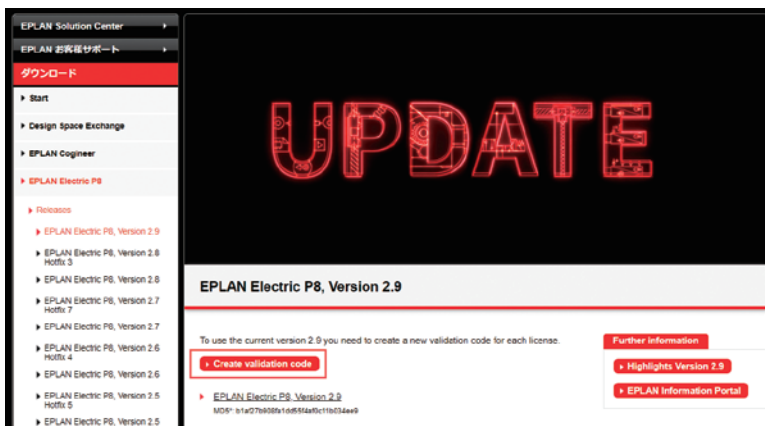 EPLAN Solution Center
EPLAN お客様サポート
ダウンロード
Start
Design Space Exchange
EPLAN Cogineer
EPLAN Electric P8
Releases
EPLAN Electric P8, Version 2.9
EPLAN Electric P8, Version 2.8
Hotfix 3
EPLAN Electric P8, Version 2.8
EPLAN Electric P8, Version 2.7
Hotfix 7
EPLAN Electric P8, Version 2.7
EPLAN Electric P8, Version 2.6
Hotfix 4
EPLAN Electric P8, Version 2.6
EPLAN Electric P8, Version 2.5
Hotfix 5
EPLAN Electric P8, Version 2.5
UPDATE
EPLAN Electric P8, Version 2.9
To use the current version 2.9 you need to create a new validation code for each license.
Create validation code
EPLAN Electric P8, Version 2.9
MD5*:
Further information
Highlights Version 2.9
EPLAN Information Portal